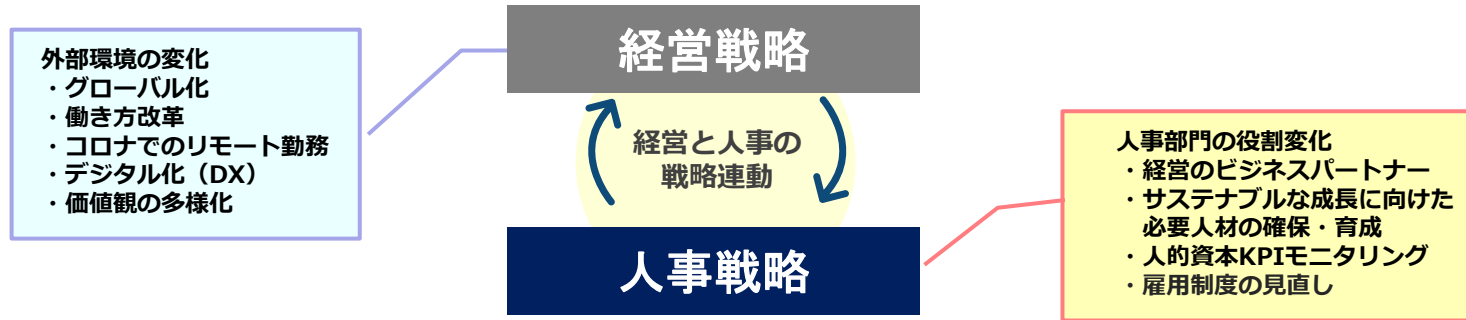 経営戦略
外部環境の変化
・グローバル化
・働き方改革
・コロナでのリモート勤務
・デジタル化（DX）
・価値観の多様化
経営と人事の
戦略連動
人事部門の役割変化
・経営のビジネスパートナー
・サステナブルな成長に向けた
必要人材の確保・育成
・人的資本KPIモニタリング
・雇用制度の見直し
人事戦略